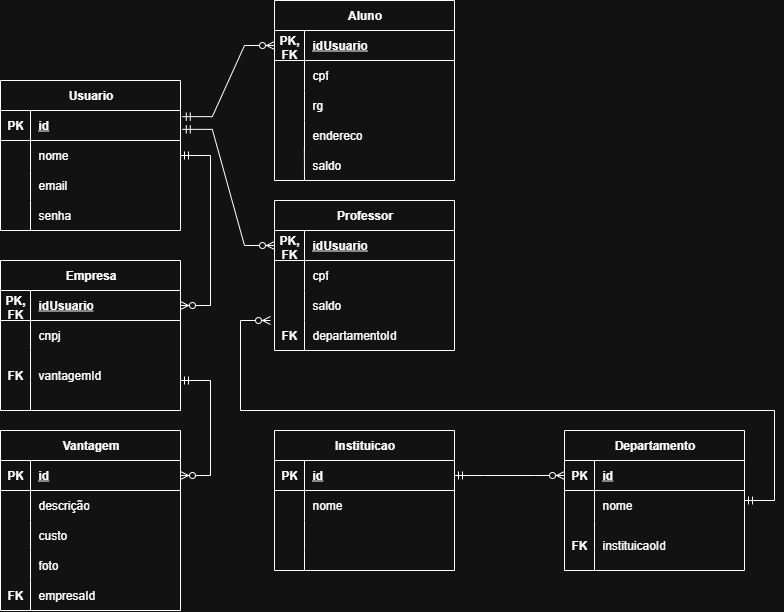 Aluno
PK, FK idUsuario
cpf
rg
endereco
saldo
Usuario
PK id
nome
email
senha
Professor
PK, FK idUsuario
cpf
saldo
FK departamentoId
Empresa
PK, FK idUsuario
cnpj
FK vantagemId
Vantagem
PK id
descrição
custo
foto
FK empresaId
Instituicao
PK id
nome
Departamento
PK id
nome
FK instituicaoId